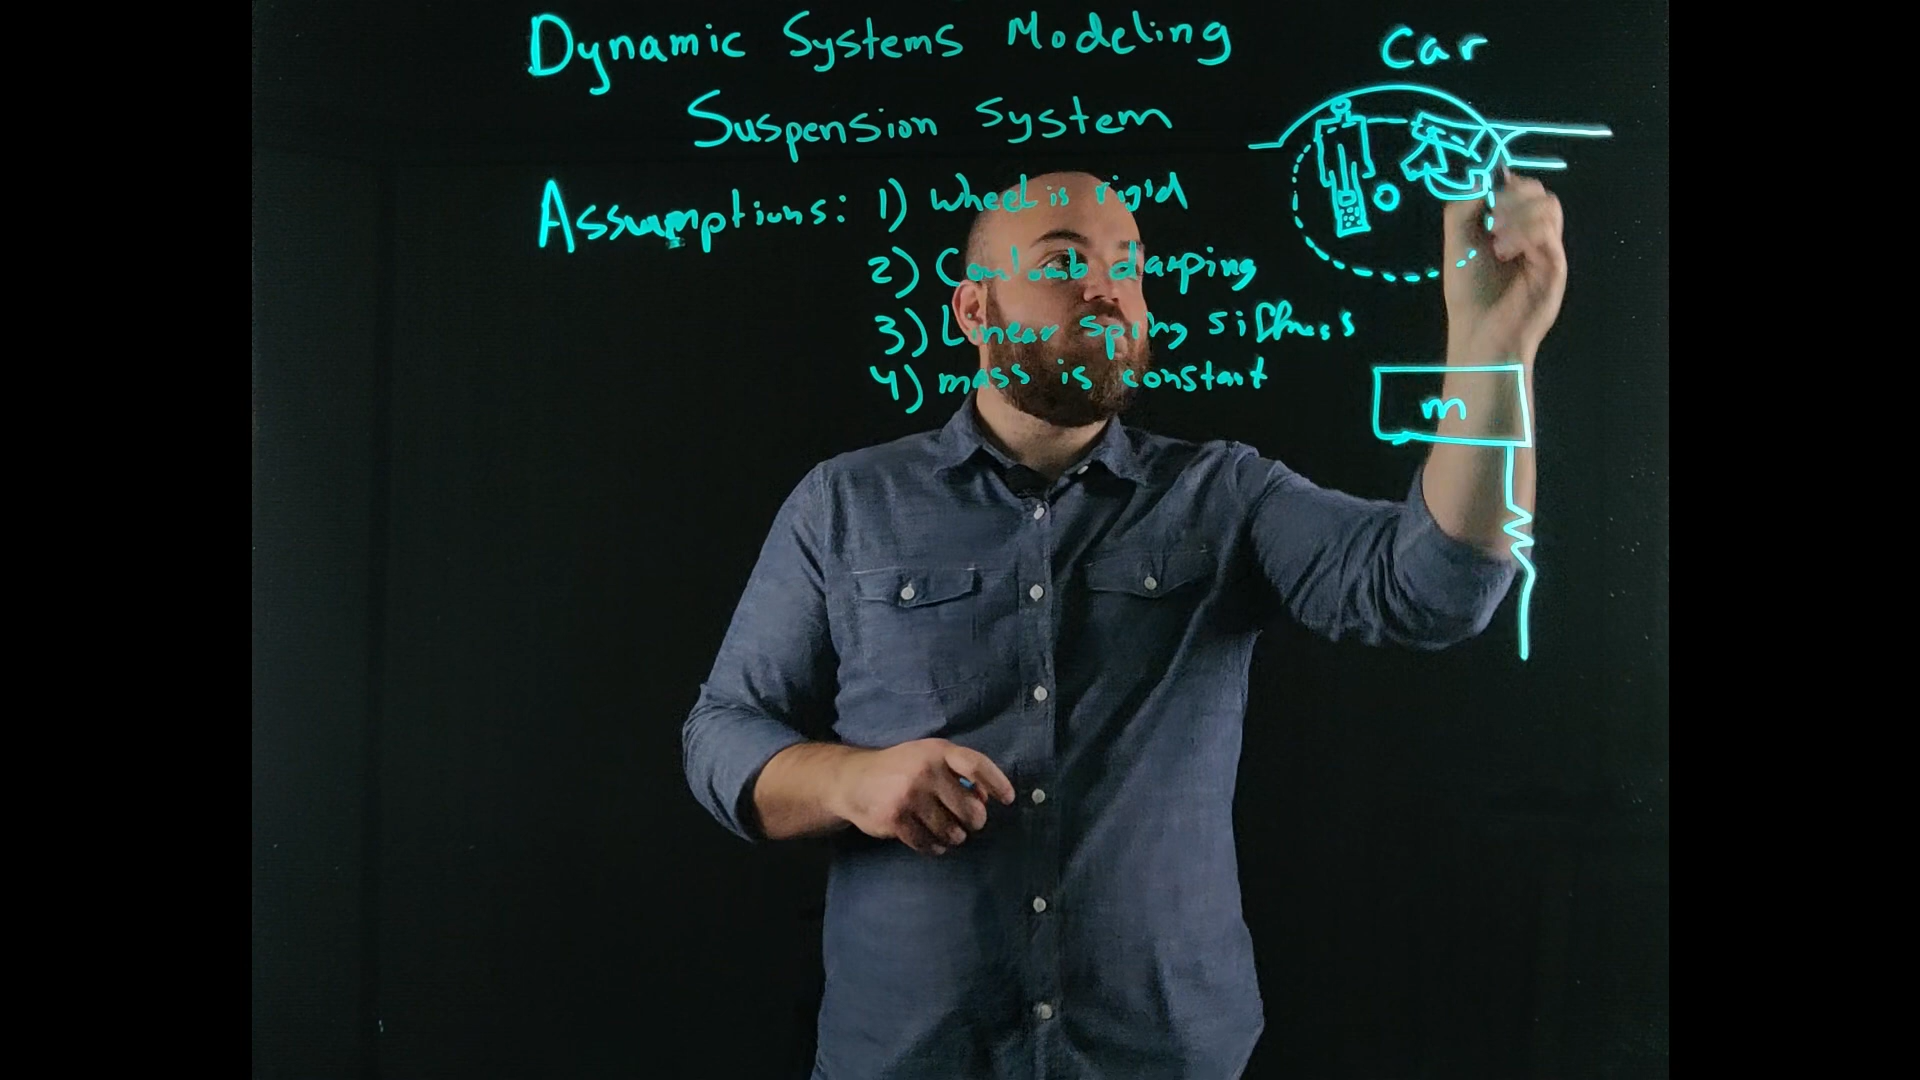 Dynamic Systems Modeling
Car
Suspension System
Assumptions: 1) Wheel is rigid
2) Coulomb damping
3) Linear Spring siffness
4) mass is constant
m